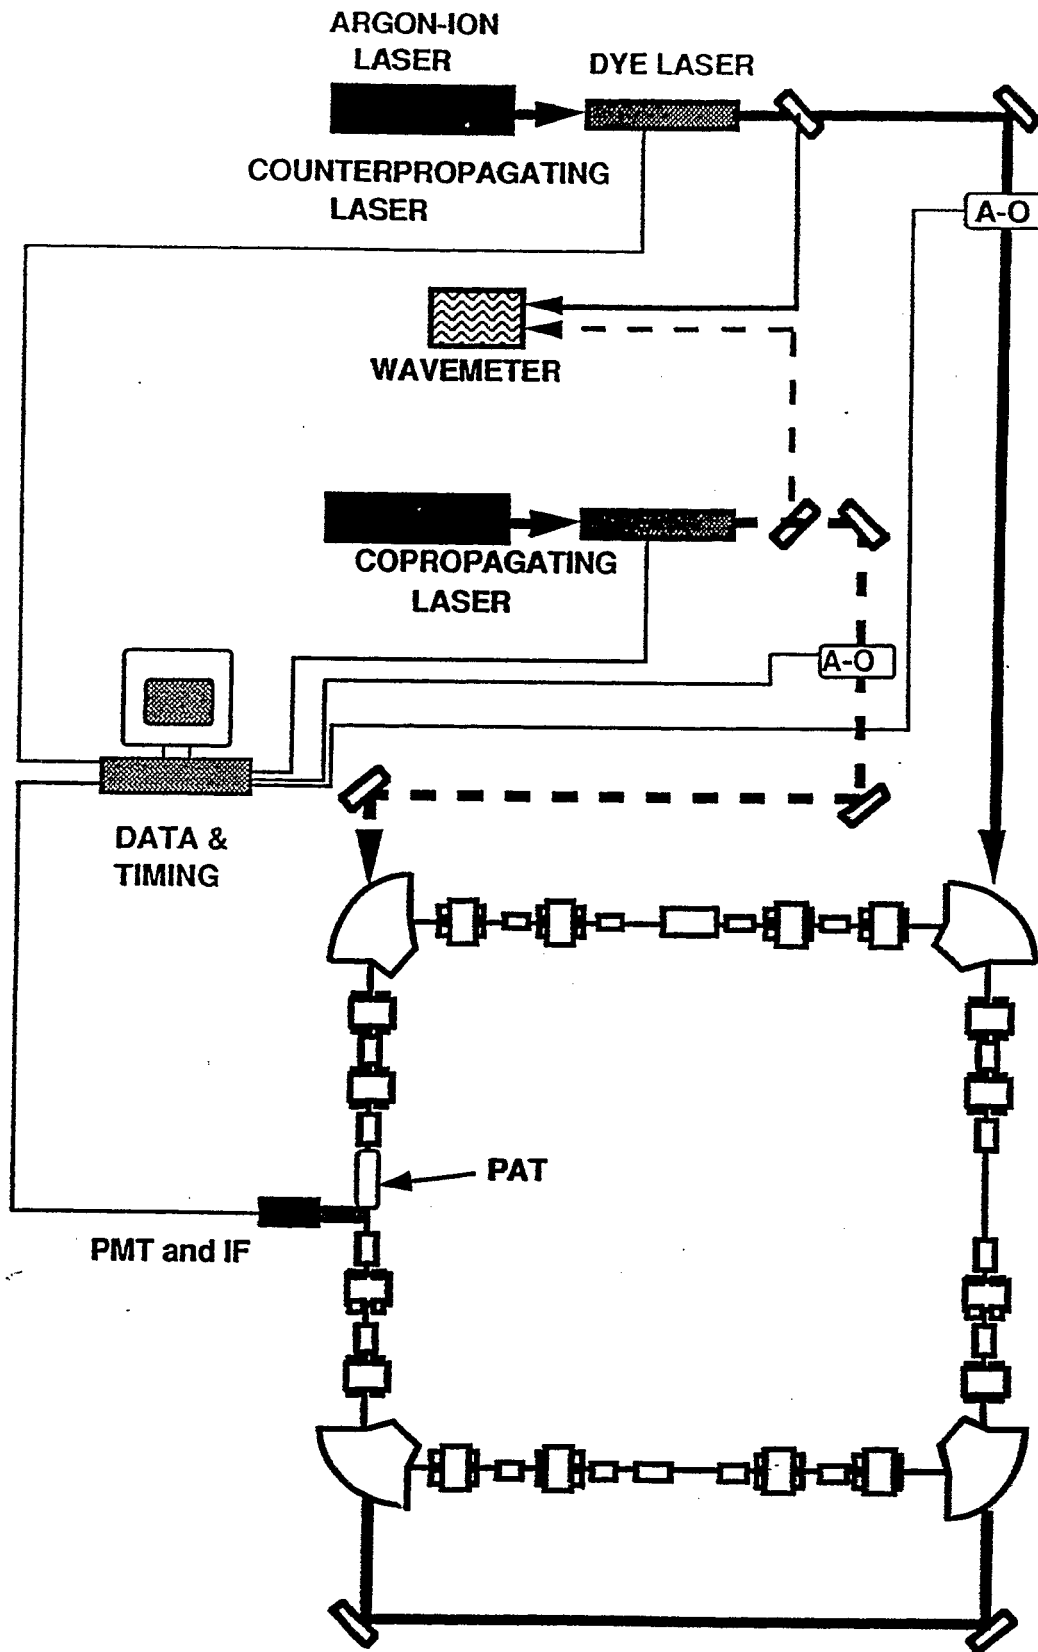 ARGON-ION
LASER
DYE LASER
COUNTERPROPAGATING
LASER
A-O
WAVEMETER
COPROPAGATING
LASER
A-O
DATA &
TIMING
PAT
PMT and IF